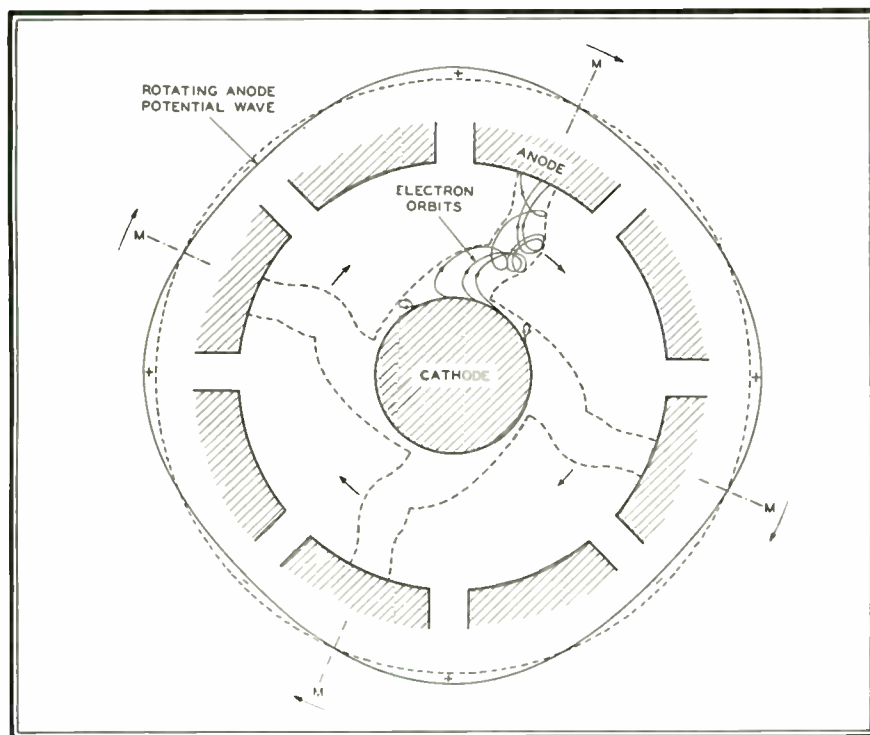 ROTATING ANODE
POTENTIAL WAVE
+
M
ANODE
ELECTRON
ORBITS
M
+
CATHODE
+
M
M
+